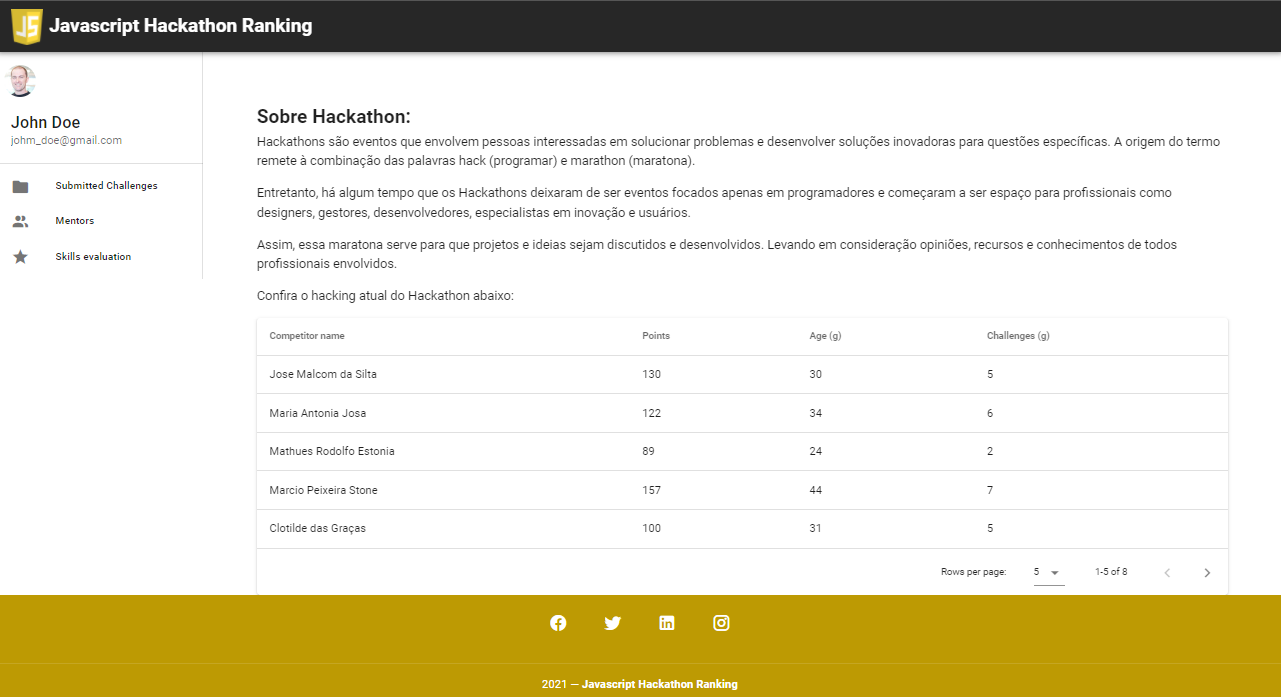 JS Javascript Hackathon Ranking
John Doe
johm_doe@gmail.com
Submitted Challenges
Mentors
Skills evaluation
Sobre Hackathon:
Hackathons são eventos que envolvem pessoas interessadas em solucionar problemas e desenvolver soluções inovadoras para questões específicas. A origem do termo
remete à combinação das palavras hack (programar) e marathon (maratona).
Entretanto, há algum tempo que os Hackathons deixaram de ser eventos focados apenas em programadores e começaram a ser espaço para profissionais como
designers, gestores, desenvolvedores, especialistas em inovação e usuários.
Assim, essa maratona serve para que projetos e ideias sejam discutidos e desenvolvidos. Levando em consideração opiniões, recursos e conhecimentos de todos
profissionais envolvidos.
Confira o hacking atual do Hackathon abaixo:
Competitor name Points Age (g) Challenges (g)
Jose Malcom da Silta 130 30 5
Maria Antonia Josa 122 34 6
Mathues Rodolfo Estonia 89 24 2
Marcio Peixeira Stone 157 44 7
Clotilde das Graças 100 31 5
Rows per page: 5 1-5 of 8
2021 — Javascript Hackathon Ranking